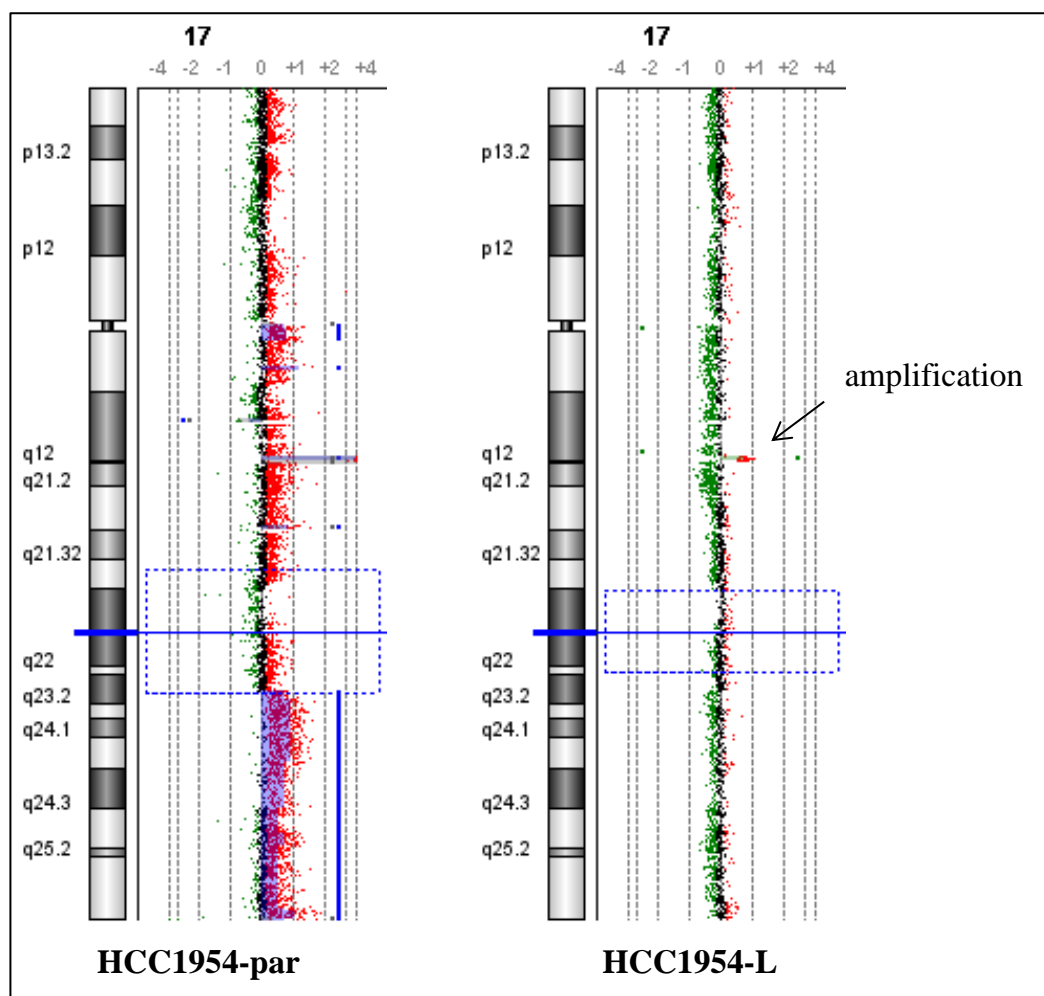 17
-4 -2 -1 0 +1 +2 +4
p13.2
p12
q12
q21.2
q21.32
q22
q23.2
q24.1
q24.3
q25.2
HCC1954-par
17
-4 -2 -1 0 +1 +2 +4
p13.2
p12
amplification
q12
q21.2
q21.32
q22
q23.2
q24.1
q24.3
q25.2
HCC1954-L